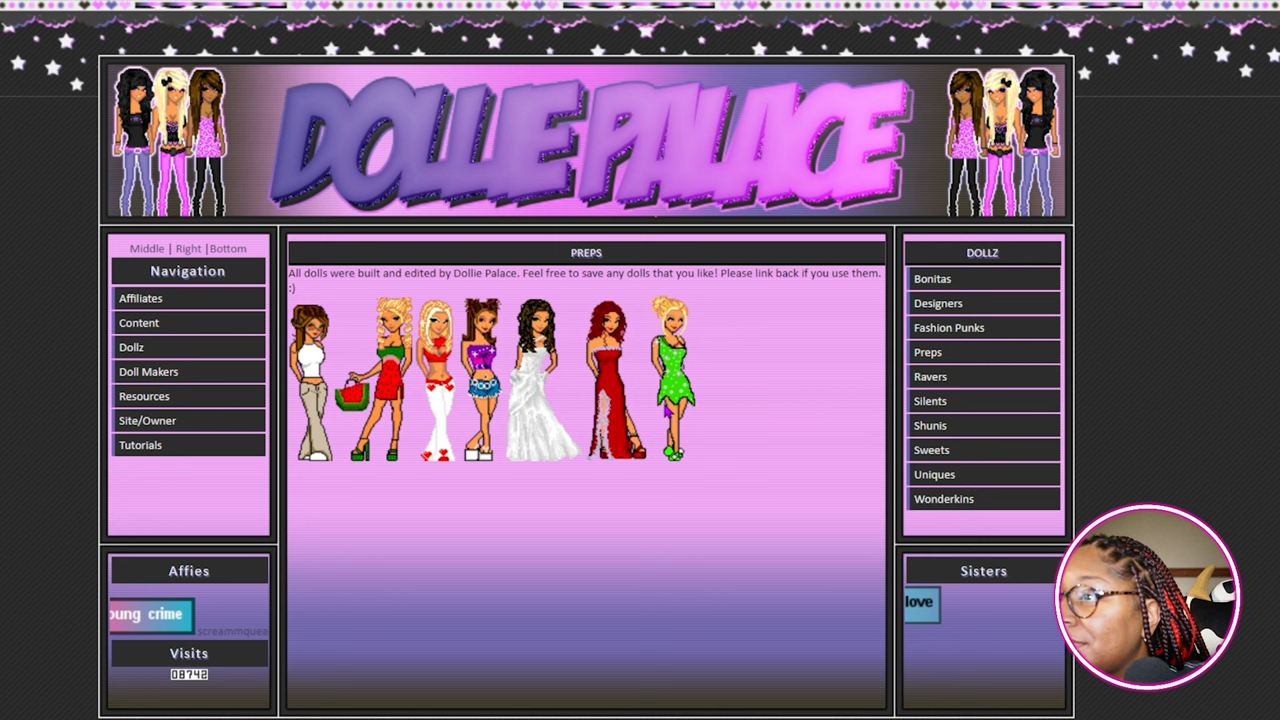 DOLLIE PALACE
Middle | Right |Bottom
Navigation
Affiliates
Content
Dollz
Doll Makers
Resources
Site/Owner
Tutorials
PREPS
All dolls were built and edited by Dollie Palace. Feel free to save any dolls that you like! Please link back if you use them.
:)
DOLLZ
Bonitas
Designers
Fashion Punks
Preps
Ravers
Silents
Shunis
Sweets
Uniques
Wonderkins
Affies
oung crime
screammquea
Visits
08742
Sisters
love